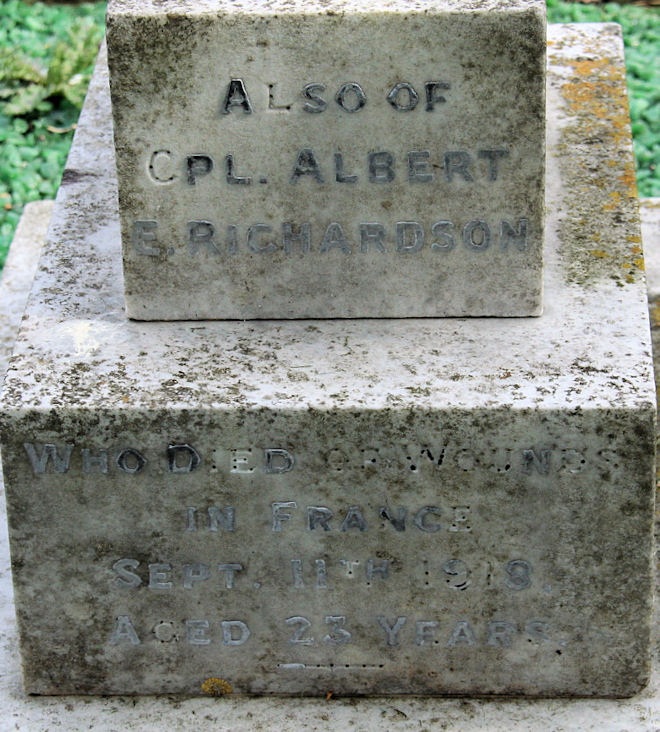 ALSO OF
CPL. ALBERT
E. RICHARDSON
WHO DIED OF WOUNDS
IN FRANCE
SEPT. 11TH 1918.
AGED 23 YEARS.